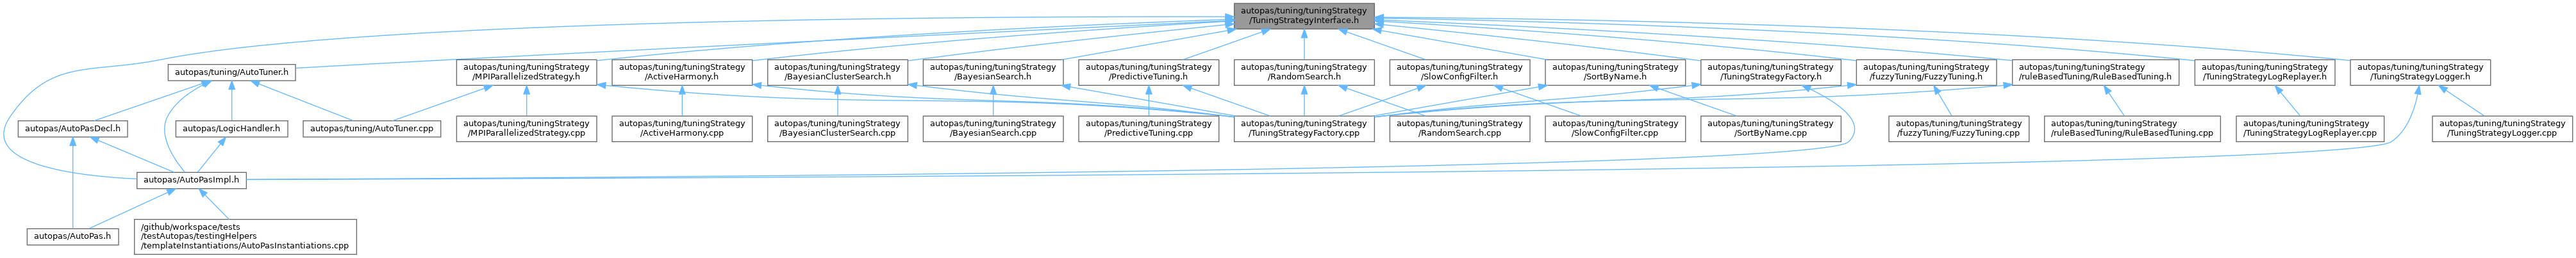 autopas/tuning/tuningStrategy
/TuningStrategyInterface.h
autopas/tuning/AutoTuner.h
autopas/tuning/tuningStrategy
/MPIParallelizedStrategy.h
autopas/tuning/tuningStrategy
/ActiveHarmony.h
autopas/tuning/tuningStrategy
/BayesianClusterSearch.h
autopas/tuning/tuningStrategy
/BayesianSearch.h
autopas/tuning/tuningStrategy
/PredictiveTuning.h
autopas/tuning/tuningStrategy
/RandomSearch.h
autopas/tuning/tuningStrategy
/SlowConfigFilter.h
autopas/tuning/tuningStrategy
/SortByName.h
autopas/tuning/tuningStrategy
/TuningStrategyFactory.h
autopas/tuning/tuningStrategy
/fuzzyTuning/FuzzyTuning.h
autopas/tuning/tuningStrategy
/ruleBasedTuning/RuleBasedTuning.h
autopas/tuning/tuningStrategy
/TuningStrategyLogReplayer.h
autopas/tuning/tuningStrategy
/TuningStrategyLogger.h
autopas/AutoPasDecl.h
autopas/LogicHandler.h
autopas/tuning/AutoTuner.cpp
autopas/tuning/tuningStrategy
/MPIParallelizedStrategy.cpp
autopas/tuning/tuningStrategy
/ActiveHarmony.cpp
autopas/tuning/tuningStrategy
/BayesianClusterSearch.cpp
autopas/tuning/tuningStrategy
/BayesianSearch.cpp
autopas/tuning/tuningStrategy
/PredictiveTuning.cpp
autopas/tuning/tuningStrategy
/TuningStrategyFactory.cpp
autopas/tuning/tuningStrategy
/RandomSearch.cpp
autopas/tuning/tuningStrategy
/SlowConfigFilter.cpp
autopas/tuning/tuningStrategy
/SortByName.cpp
autopas/tuning/tuningStrategy
/fuzzyTuning/FuzzyTuning.cpp
autopas/tuning/tuningStrategy
/ruleBasedTuning/RuleBasedTuning.cpp
autopas/tuning/tuningStrategy
/TuningStrategyLogReplayer.cpp
autopas/tuning/tuningStrategy
/TuningStrategyLogger.cpp
autopas/AutoPasImpl.h
autopas/AutoPas.h
/github/workspace/tests
/testAutopas/testingHelpers
/templateInstantiations/AutoPasInstantiations.cpp